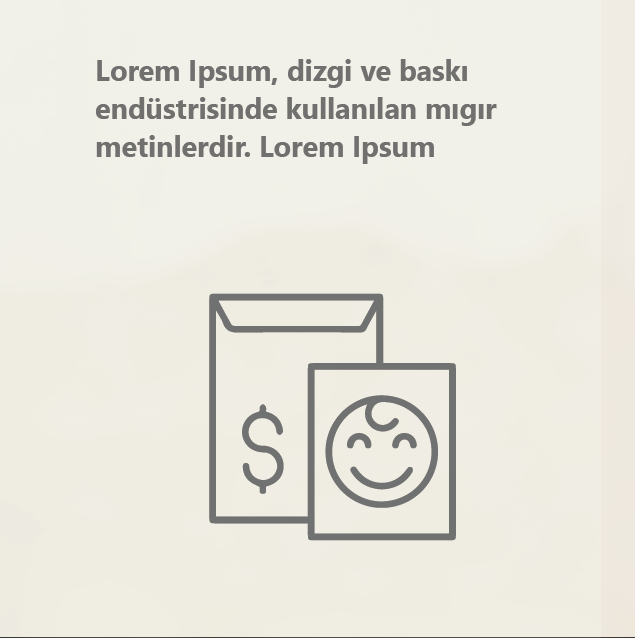 Lorem Ipsum, dizgi ve baskı
endüstrisinde kullanılan mıgır
metinlerdir. Lorem Ipsum
$